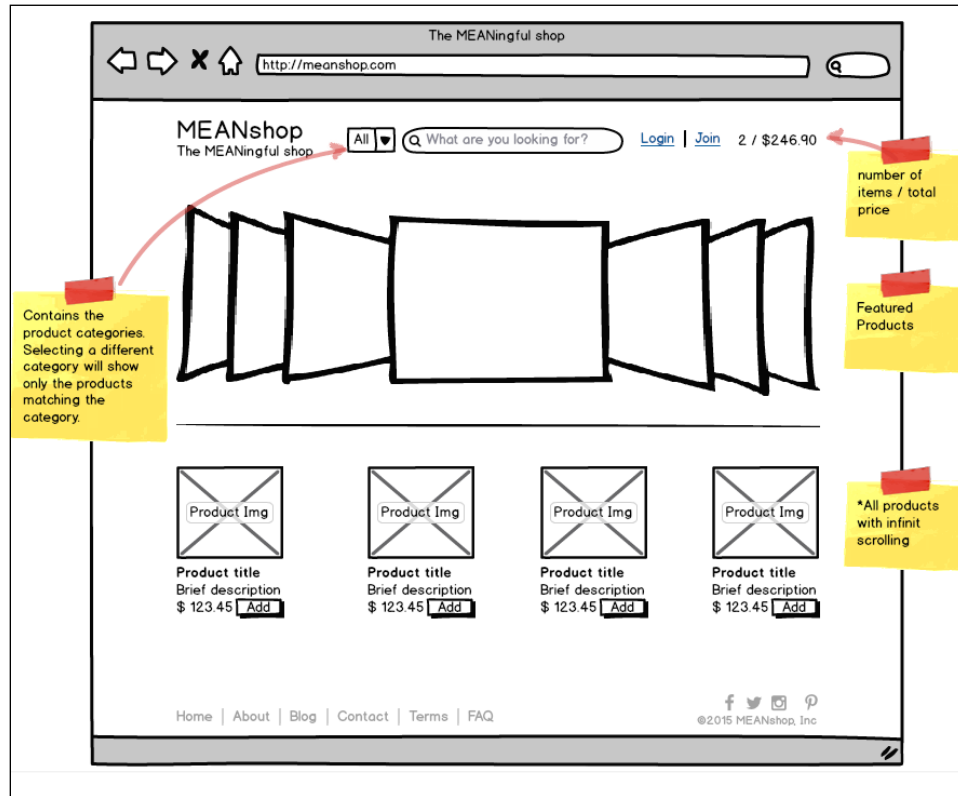 The MEANingful shop
http://meanshop.com
MEANshop
The MEANingful shop
All
What are you looking for?
Login | Join
2 / $246.90
number of
items / total
price
Contains the
product categories.
Selecting a different
category will show
only the products
matching the
category.
Featured
Products
*All products
with infinit
scrolling
Product Img
Product title
Brief description
$ 123.45 Add
Product Img
Product title
Brief description
$ 123.45 Add
Product Img
Product title
Brief description
$ 123.45 Add
Product Img
Product title
Brief description
$ 123.45 Add
Home | About | Blog | Contact | Terms | FAQ
©2015 MEANshop, Inc